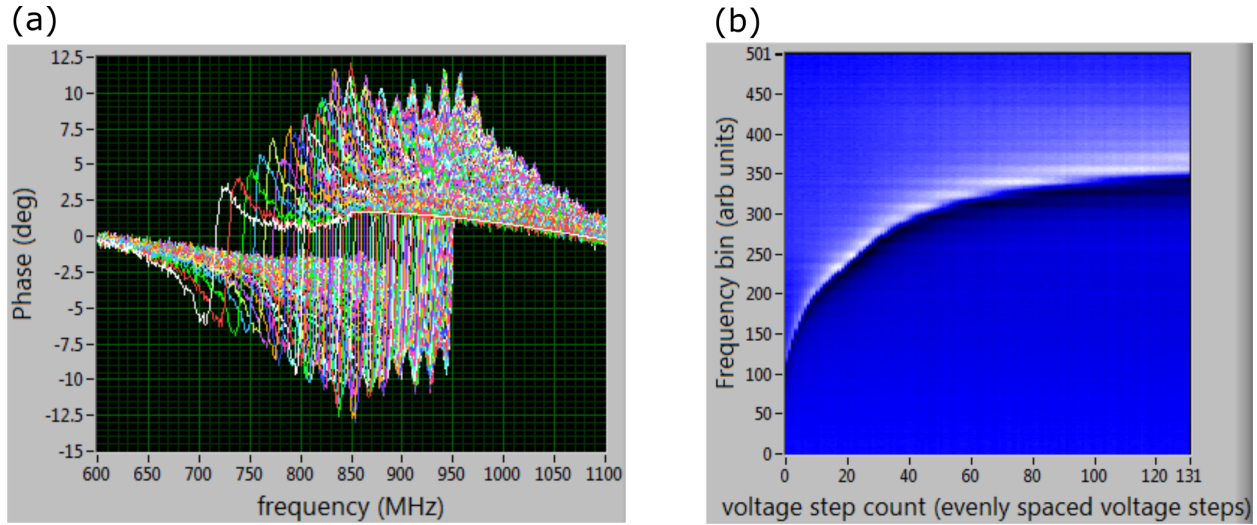 (a)
12.5
10
7.5
5
2.5
0
-2.5
-5
-7.5
-10
-12.5
-15
Phase (deg)
600 650 700 750 800 850 900 950 1000 1050 1100
frequency (MHz)
(b)
501
450
400
350
300
250
200
150
100
50
0
Frequency bin (arb units)
0 20 40 60 80 100 120 131
voltage step count (evenly spaced voltage steps)